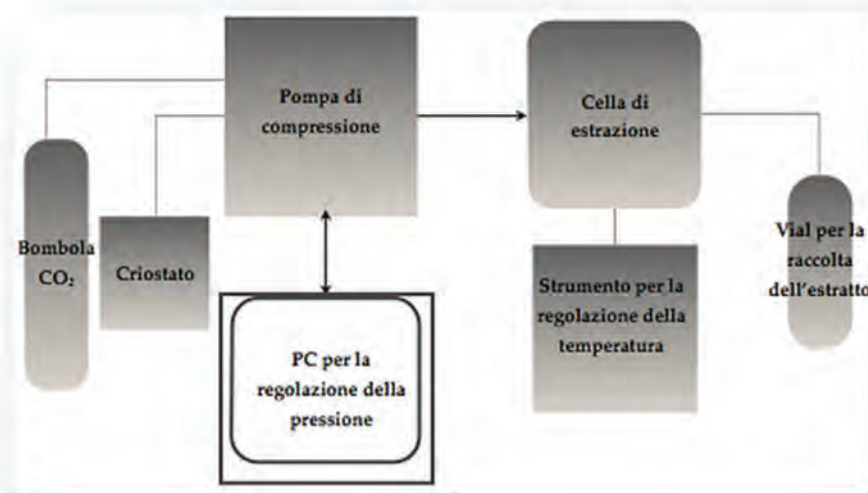 Pompa di
compressione
Cella di
estrazione
Bombola
CO₂
Criostato
Vial per la
raccolta
dell'estratto
Strumento per la
regolazione della
temperatura
PC per la
regolazione della
pressione